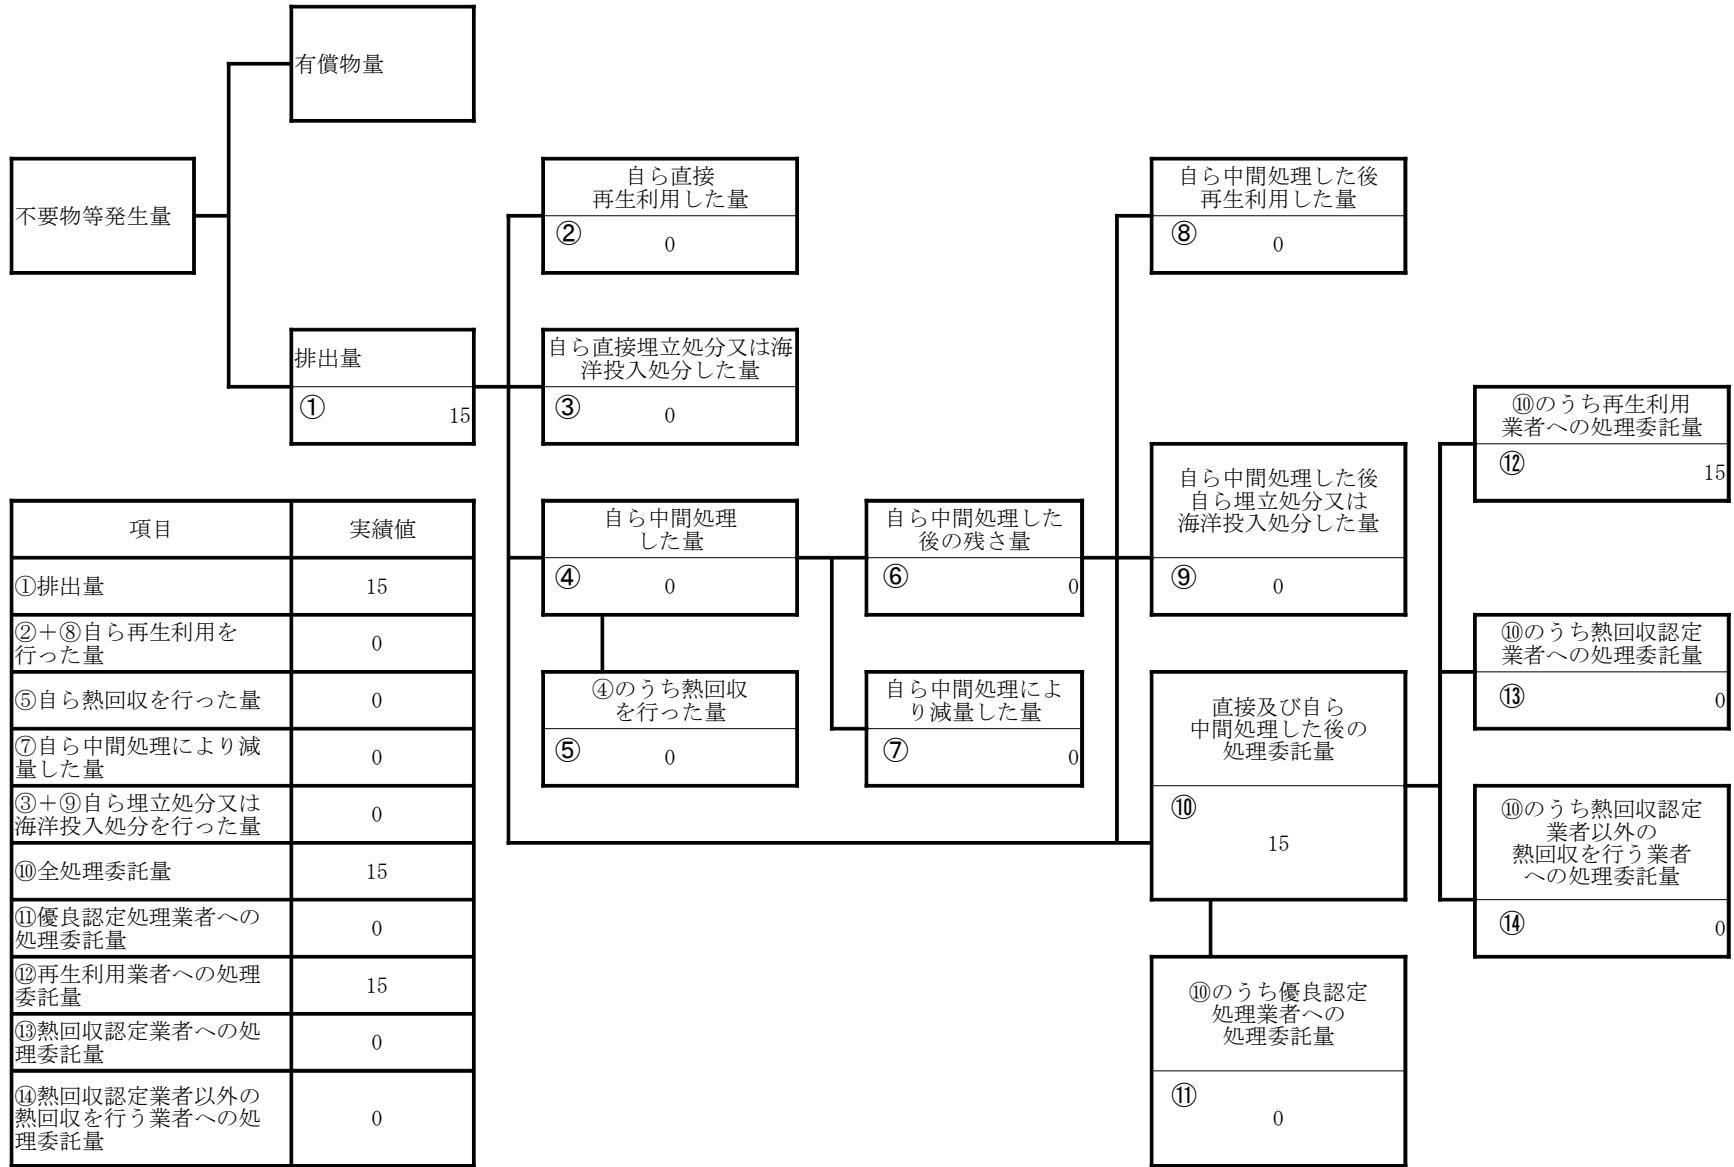 有償物量
不要物等発生量
自ら直接
再生利用した量
②
0
自ら中間処理した後
再生利用した量
⑧
0
排出量
①
15
自ら直接埋立処分又は海
洋投入処分した量
③
0
⑩のうち再生利用
業者への処理委託量
⑫
15
自ら中間処理
した量
④
0
自ら中間処理した
後の残さ量
⑥
0
自ら中間処理した後
自ら埋立処分又は
海洋投入処分した量
⑨
0
⑩のうち熱回収認定
業者への処理委託量
⑬
0
④のうち熱回収
を行った量
⑤
0
自ら中間処理によ
り減量した量
⑦
0
直接及び自ら
中間処理した後の
処理委託量
⑩
15
⑩のうち熱回収認定
業者以外の
熱回収を行う業者
への処理委託量
⑭
0
⑩のうち優良認定
処理業者への
処理委託量
⑪
0
項目 実績値
①排出量 15
②＋⑧自ら再生利用を
行った量 0
⑤自ら熱回収を行った量 0
⑦自ら中間処理により減
量した量 0
③＋⑨自ら埋立処分又は
海洋投入処分を行った量 0
⑩全処理委託量 15
⑪優良認定処理業者への
処理委託量 0
⑫再生利用業者への処理
委託量 15
⑬熱回収認定業者への処
理委託量 0
⑭熱回収認定業者以外の
熱回収を行う業者への処
理委託量 0